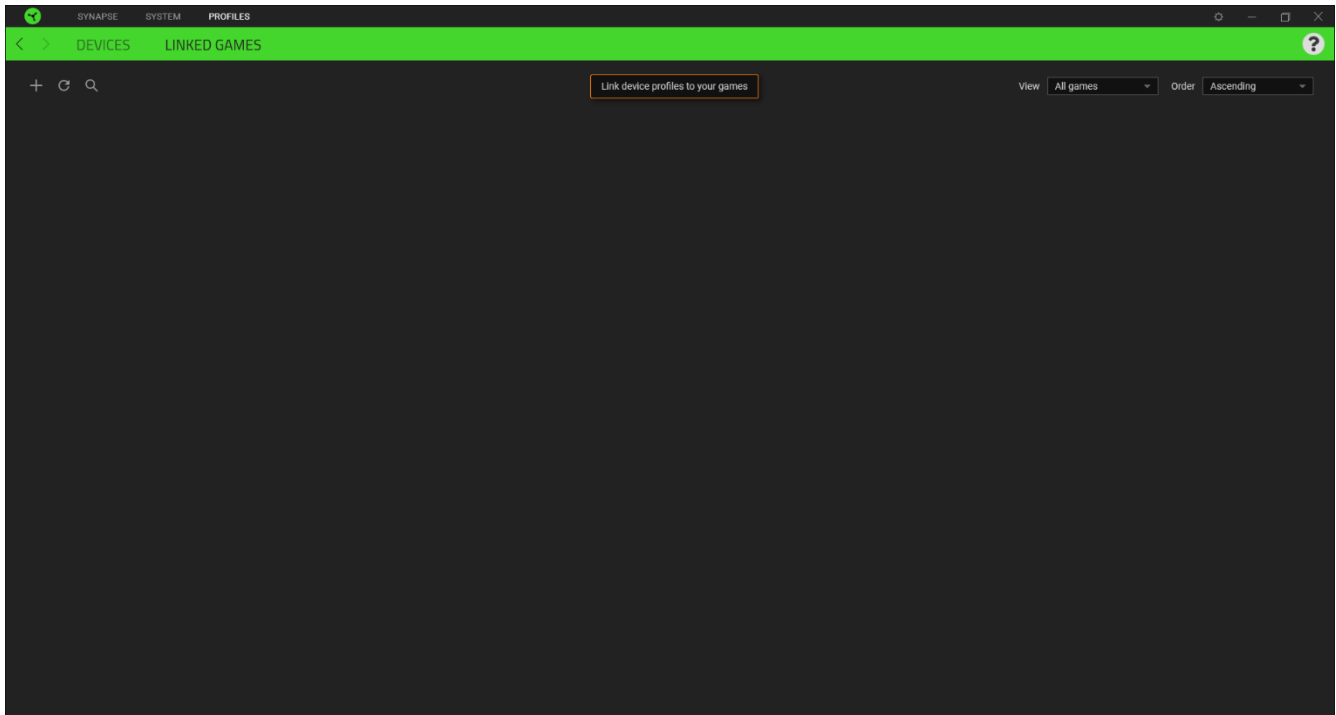 SYNAPSE SYSTEM PROFILES
DEVICES LINKED GAMES ?
Link device profiles to your games View All games Order Ascending